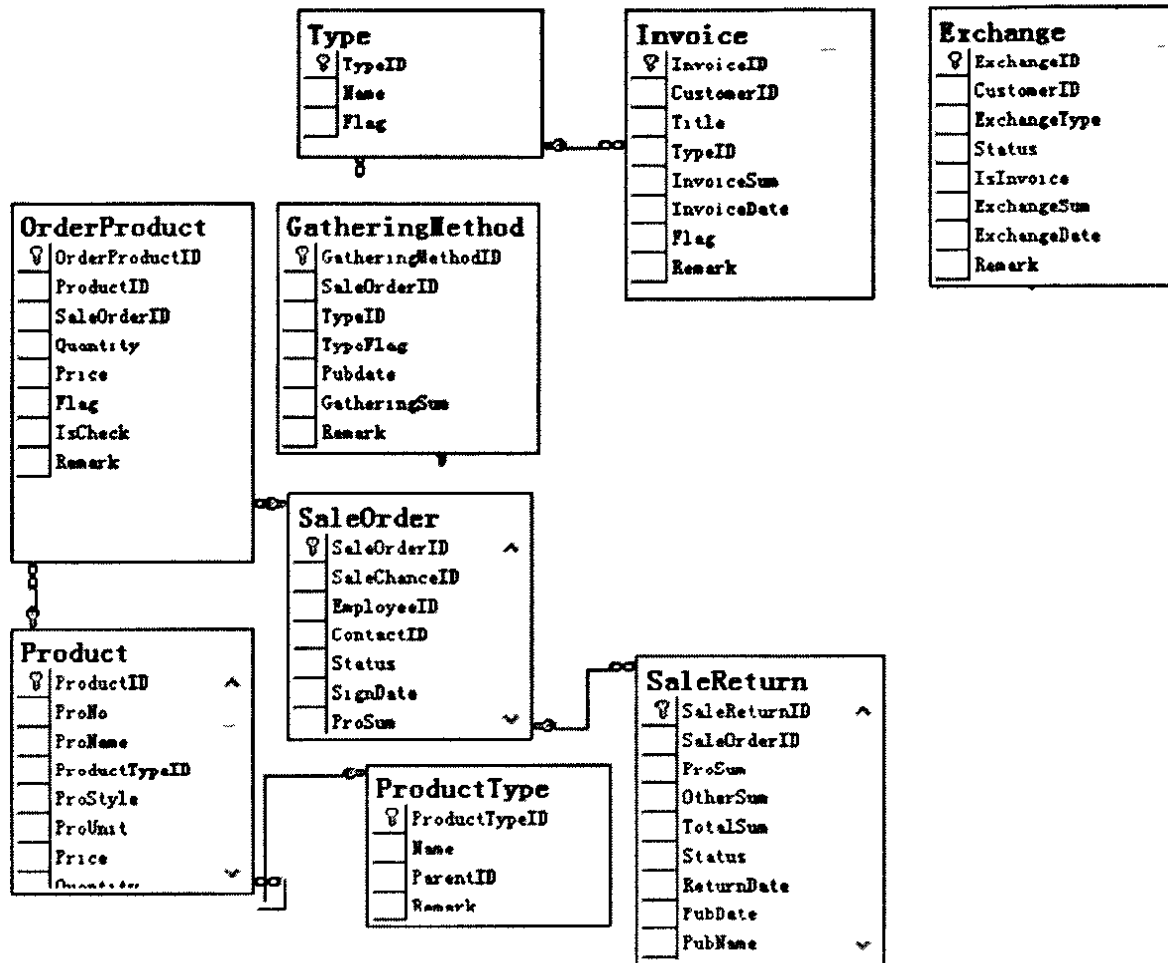 Type
TypeID
Name
Flag
Invoice
InvoiceID
CustomerID
Title
TypeID
InvoiceSum
InvoiceDate
Flag
Remark
Exchange
ExchangeID
CustomerID
ExchangeType
Status
IsInvoice
ExchangeSum
ExchangeDate
Remark
OrderProduct
OrderProductID
ProductID
SaleOrderID
Quantity
Price
Flag
IsCheck
Remark
GatheringMethod
GatheringMethodID
SaleOrderID
TypeID
TypeFlag
Pubdate
GatheringSum
Remark
SaleOrder
SaleOrderID
SaleChanceID
EmployeeID
ContactID
Status
SignDate
ProSum
Product
ProductID
ProNo
ProName
ProductTypeID
ProStyle
ProUnit
Price
Quantity
ProductType
ProductTypeID
Name
ParentID
Remark
SaleReturn
SaleReturnID
SaleOrderID
ProSum
OtherSum
TotalSum
Status
ReturnDate
PubDate
PubName